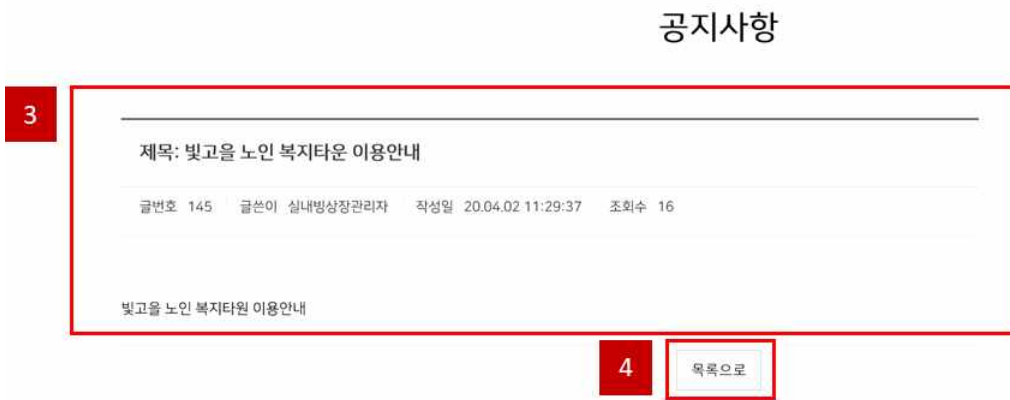 공지사항
3
제목: 빛고을 노인 복지타운 이용안내
글번호 145 글쓴이 실내빙상장관리자 작성일 20.04.02 11:29:37 조회수 16
빛고을 노인 복지타원 이용안내
4 목록으로